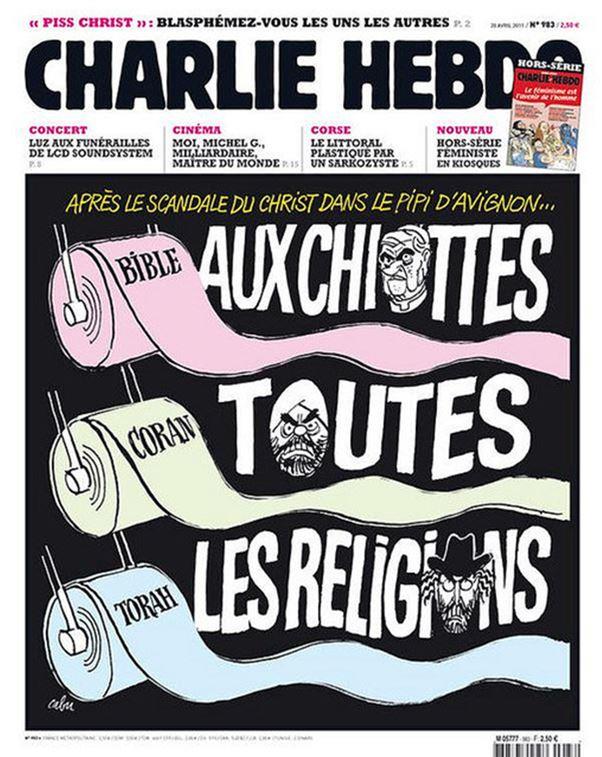 « PISS CHRIST » : BLASPHÉMEZ-VOUS LES UNS LES AUTRES P. 2
20 AVRIL 2011 / N° 983 / 2,50 €
CHARLIE HEBDO
HORS-SÉRIE
CHARLIE HEBDO
Le féminisme est
l'avenir de l'homme
CONCERT
LUZ AUX FUNÉRAILLES
DE LCD SOUNDSYSTEM
P. 8
CINÉMA
MOI, MICHEL G.,
MILLIARDAIRE,
MAÎTRE DU MONDE P. 15
CORSE
LE LITTORAL
PLASTIQUÉ PAR
UN SARKOZYSTE P. 5
NOUVEAU
HORS-SÉRIE
FÉMINISTE
EN KIOSQUES
APRÈS LE SCANDALE DU CHRIST DANS LE PIPI D'AVIGNON...
BIBLE
AUX CHIOTTES
CORAN
TOUTES
TORAH
LES RELIGIONS
cabu
M 05777 - 983 - F: 2,50 €